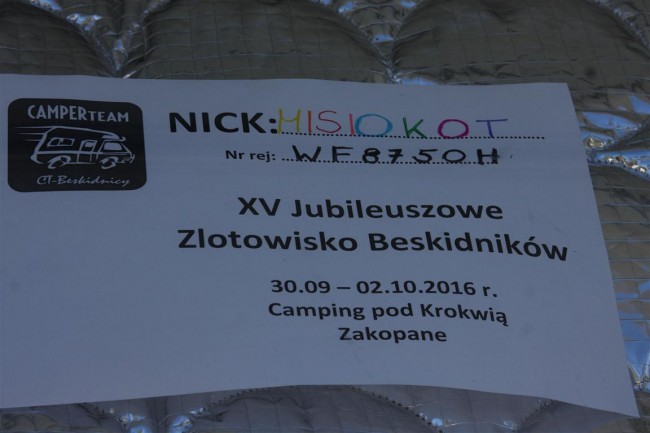 CAMPERTEAM
CT-Beskidnicy
NICK: MISIOKOT
Nr rej: WF8750H
XV Jubileuszowe
Zlotowisko Beskidników
30.09 – 02.10.2016 r.
Camping pod Krokwią
Zakopane